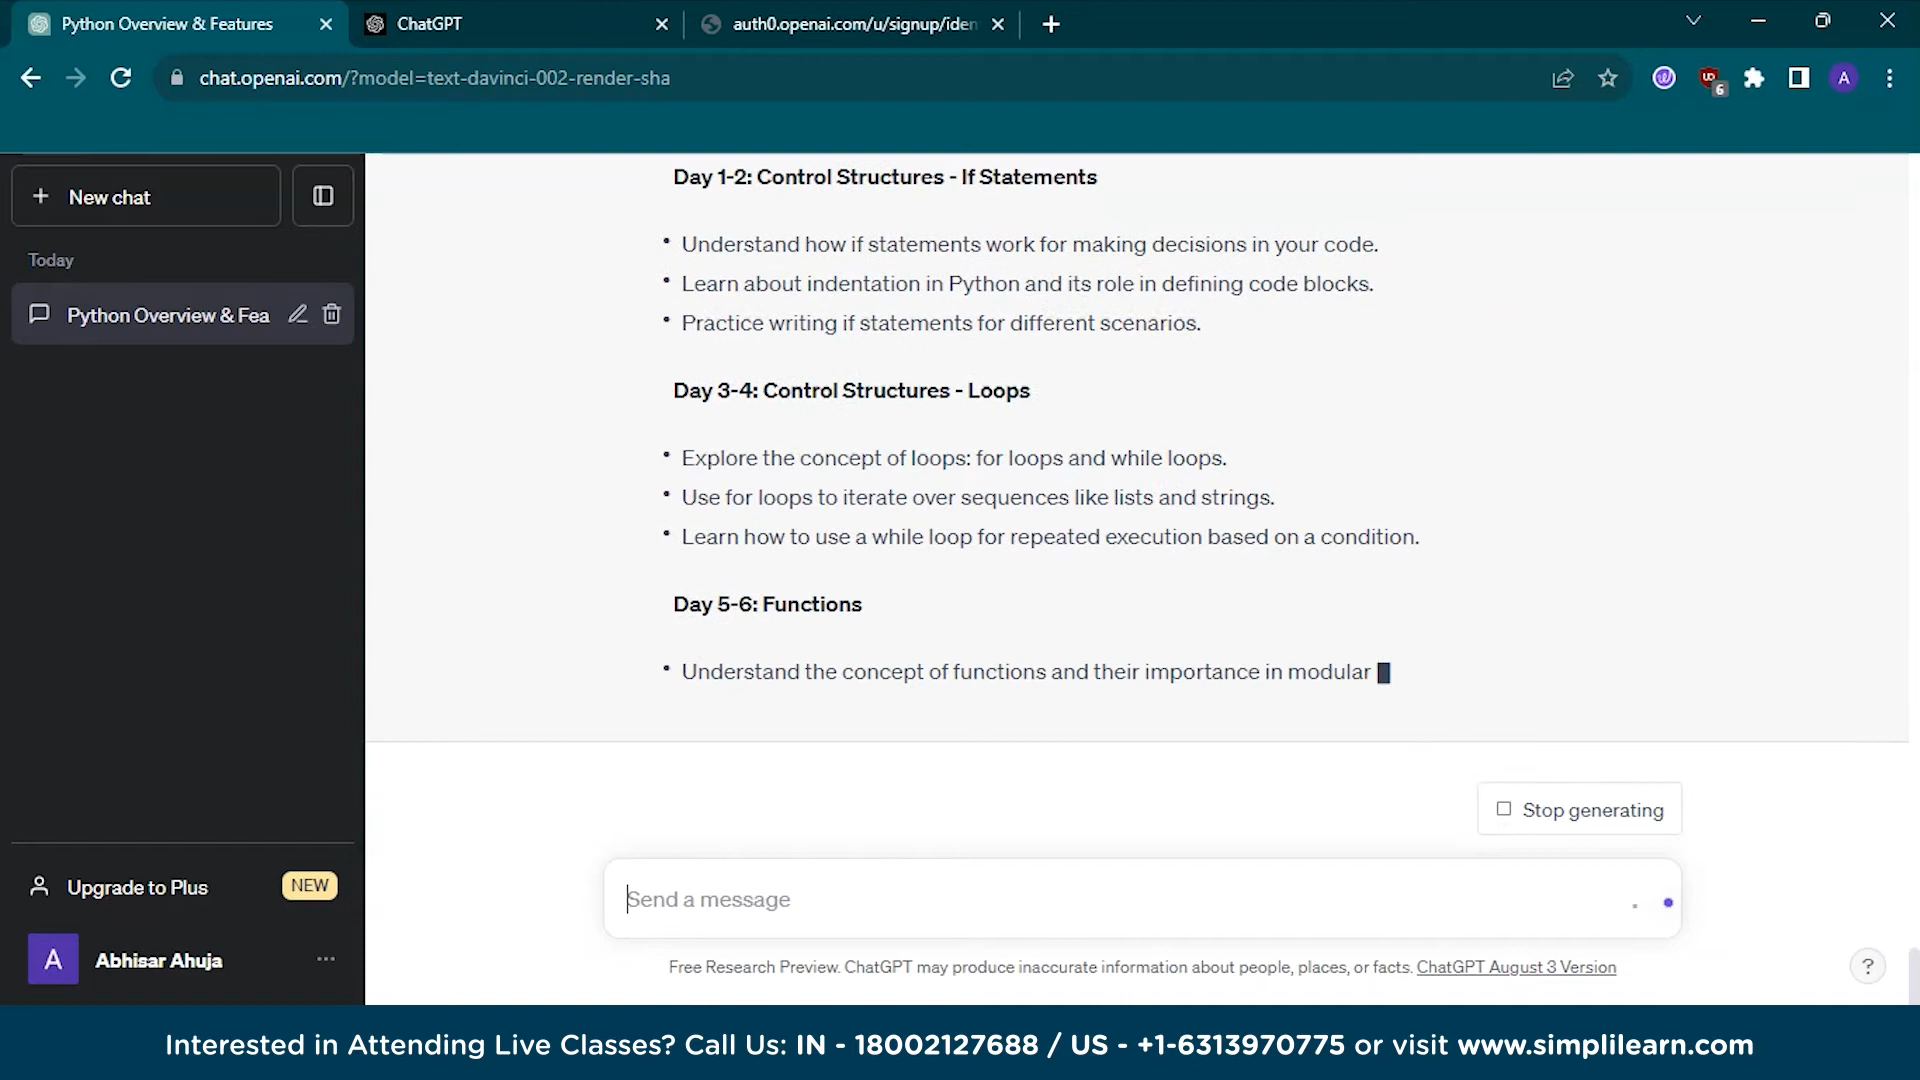 Python Overview & Features
ChatGPT
auth0.openai.com/u/signup/iden
chat.openai.com/?model=text-davinci-002-render-sha
6
A
New chat
Today
Python Overview & Fea
Day 1-2: Control Structures - If Statements
• Understand how if statements work for making decisions in your code.
• Learn about indentation in Python and its role in defining code blocks.
• Practice writing if statements for different scenarios.
Day 3-4: Control Structures - Loops
• Explore the concept of loops: for loops and while loops.
• Use for loops to iterate over sequences like lists and strings.
• Learn how to use a while loop for repeated execution based on a condition.
Day 5-6: Functions
• Understand the concept of functions and their importance in modular
Stop generating
Upgrade to Plus
NEW
Send a message
A
Abhisar Ahuja
Free Research Preview. ChatGPT may produce inaccurate information about people, places, or facts. ChatGPT August 3 Version
?
Interested in Attending Live Classes? Call Us: IN - 18002127688 / US - +1-6313970775 or visit www.simplilearn.com